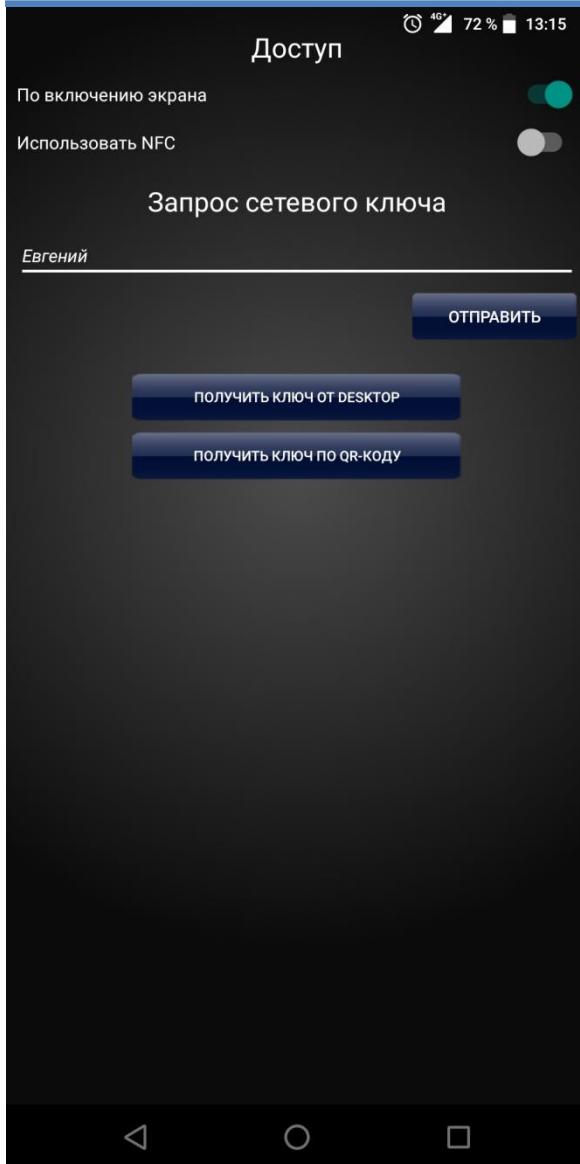 4G+ 72 % 13:15
Доступ
По включению экрана
Использовать NFC
Запрос сетевого ключа
Евгений
ОТПРАВИТЬ
ПОЛУЧИТЬ КЛЮЧ ОТ DESKTOP
ПОЛУЧИТЬ КЛЮЧ ПО QR-КОДУ